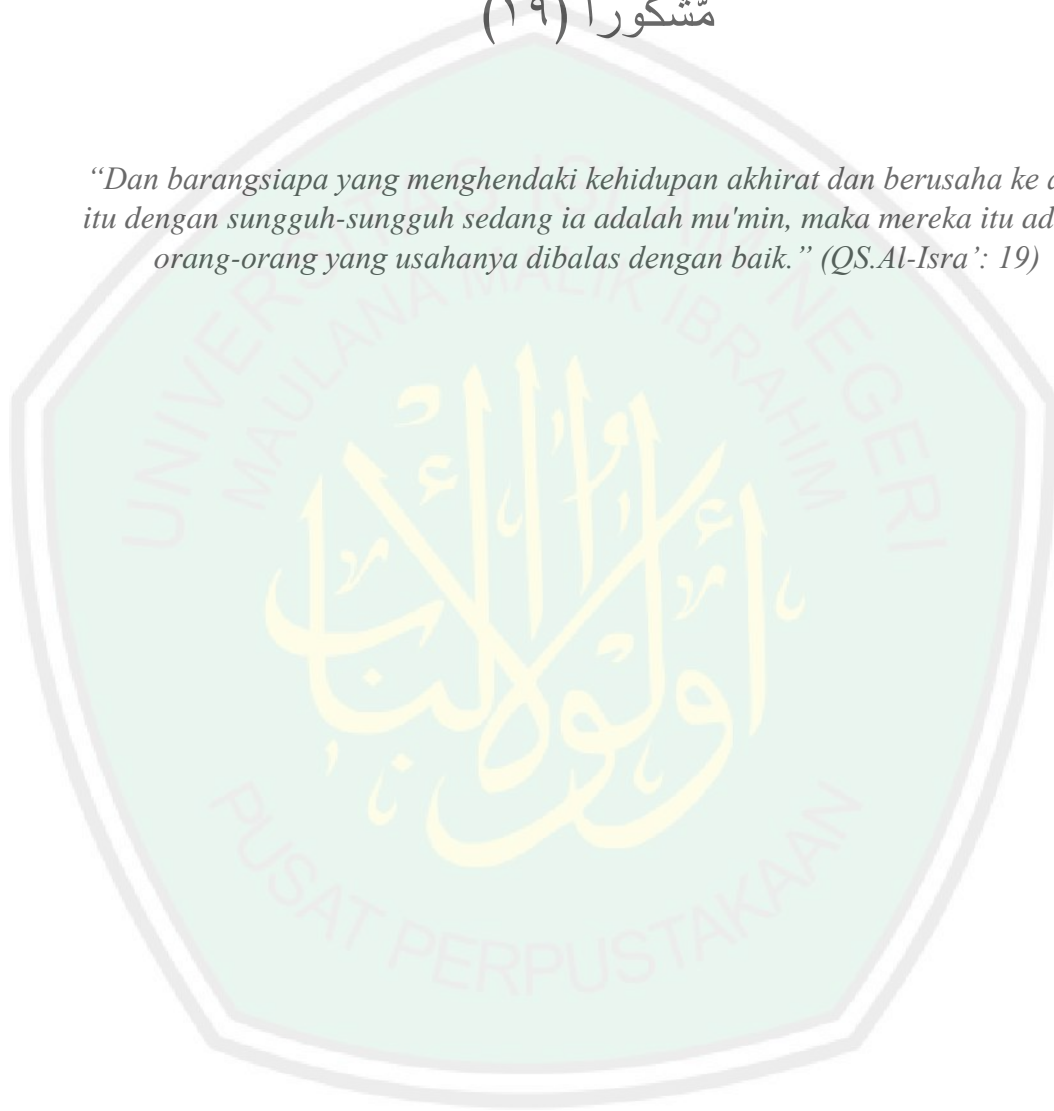 مَّشْكُورًا (١٩)
“Dan barangsiapa yang menghendaki kehidupan akhirat dan berusaha ke
itu dengan sungguh-sungguh sedang ia adalah mu'min, maka mereka itu
orang-orang yang usahanya dibalas dengan baik.” (QS.Al-Isra’: 19)
UNIVERSITAS ISLAM NEGERI
MAULANA MALIK IBRAHIM
أولوا الألباب
PUSAT PERPUSTAKAAN